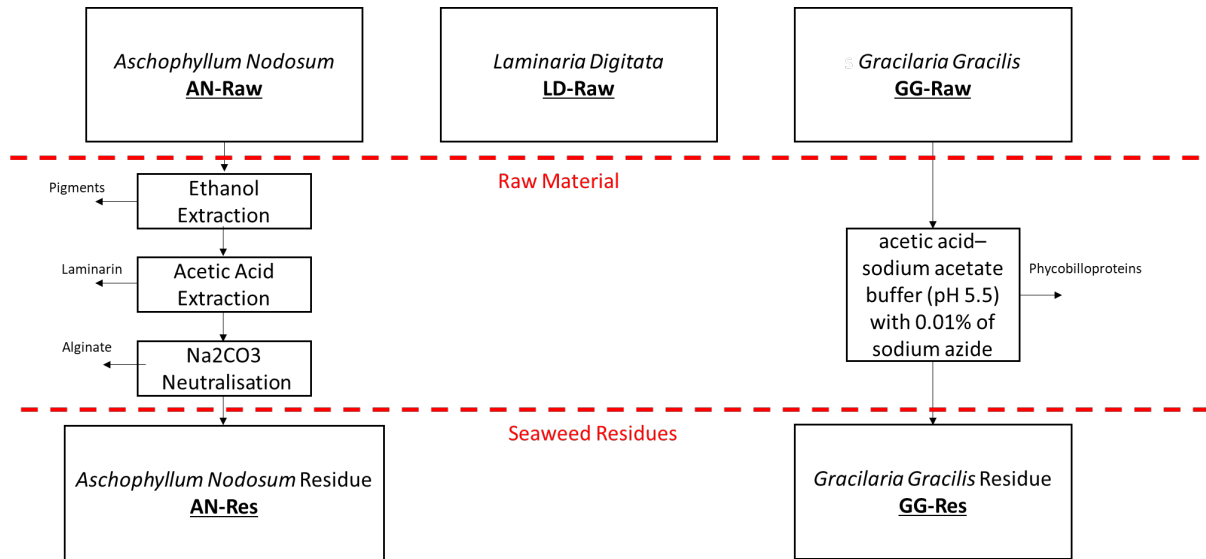 Aschophyllum Nodosum
AN-Raw
Laminaria Digitata
LD-Raw
s Gracilaria Gracilis
GG-Raw
Raw Material
Pigments
Ethanol
Extraction
Laminarin
Acetic Acid
Extraction
Alginate
Na2CO3
Neutralisation
acetic acid–
sodium acetate
buffer (pH 5.5)
with 0.01% of
sodium azide
Phycobilloproteins
Seaweed Residues
Aschophyllum Nodosum Residue
AN-Res
Gracilaria Gracilis Residue
GG-Res